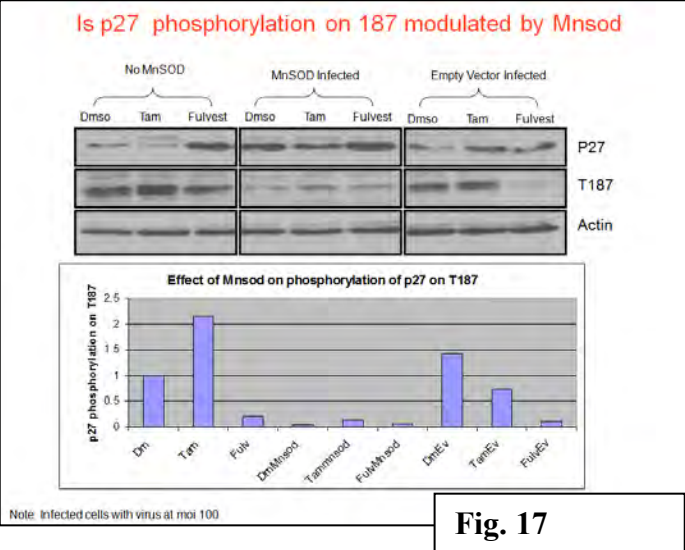 Is p27 phosphorylation on 187 modulated by Mnsod
No MnSOD MnSOD Infected Empty Vector Infected
Dmso Tam Fulvest Dmso Tam Fulvest Dmso Tam Fulvest
P27
T187
Actin
Effect of Mnsod on phosphorylation of p27 on T187
p27 phosphorylation on T187
2.5
2
1.5
1
0.5
0
Dm Tam Fulv DmMnsod Tammnsod FulvMnsod DmEv TamEv FulvEv
Note: Infected cells with virus at moi 100
Fig. 17